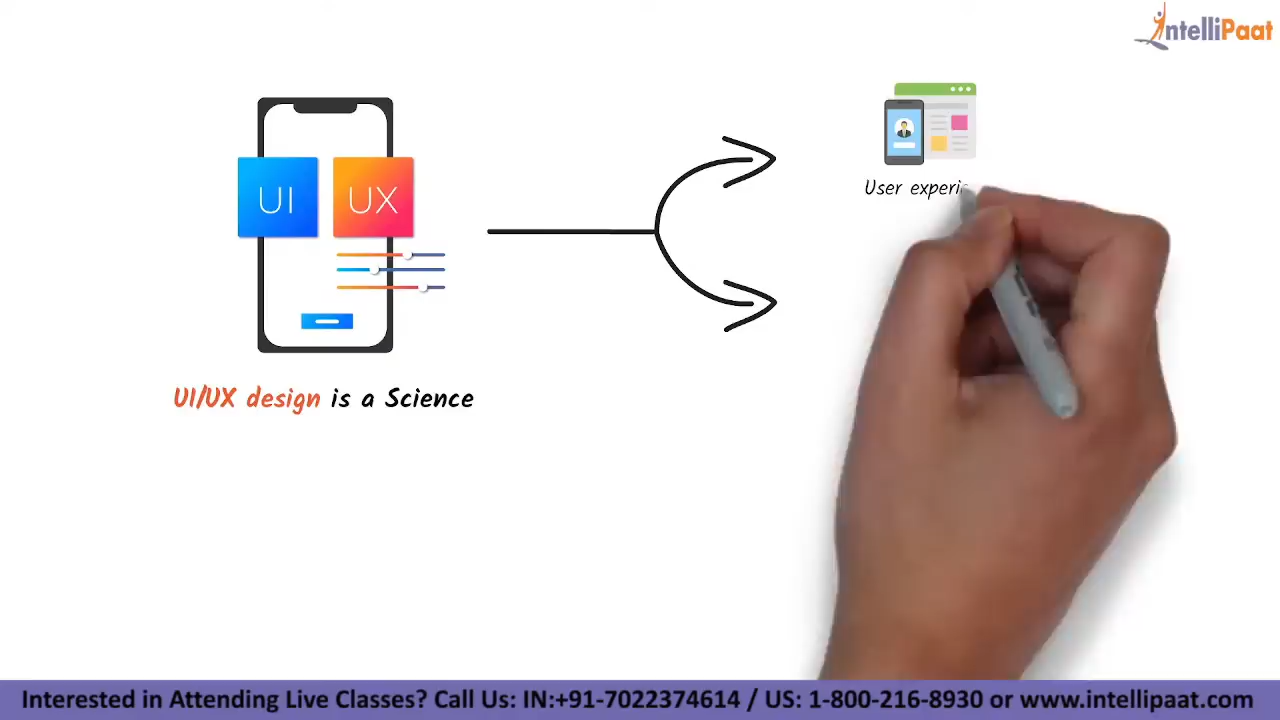 IntelliPaat
UI UX
User experi
UI/UX design is a Science
Interested in Attending Live Classes? Call Us: IN:+91-7022374614 / US: 1-800-216-8930 or www.intellipaat.com